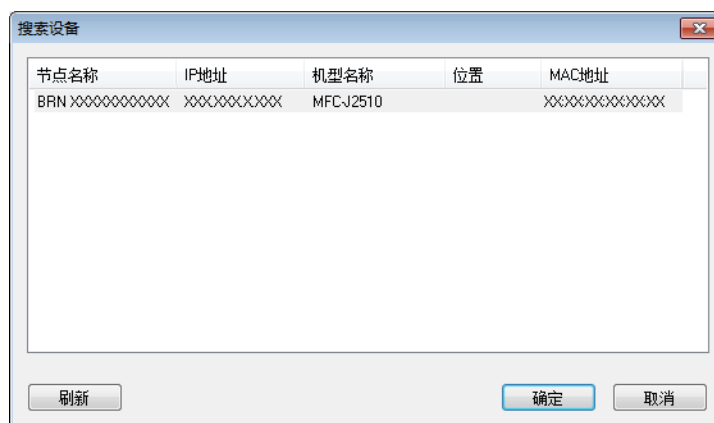 搜索设备
节点名称 IP地址 机型名称 位置 MAC地址
BRN XXXXXXXXXXXX XXX.XXX.X.XXX MFC-J2510 XX:XX:XX:XX:XX:XX
刷新 确定 取消